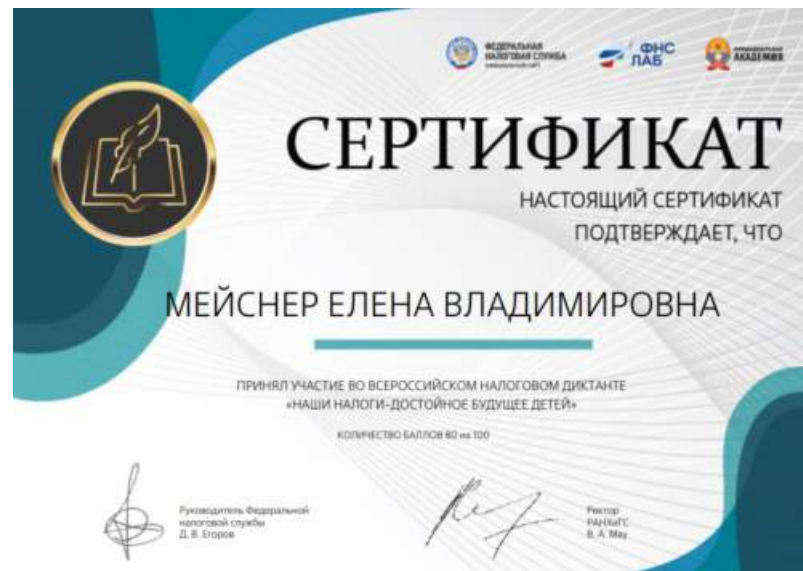 ФЕДЕРАЛЬНАЯ
НАЛОГОВАЯ СЛУЖБА
ФНС
ЛАБ
ПРЕЗИДЕНТСКАЯ
АКАДЕМИЯ
СЕРТИФИКАТ
НАСТОЯЩИЙ СЕРТИФИКАТ
ПОДТВЕРЖДАЕТ, ЧТО
МЕЙСНЕР ЕЛЕНА ВЛАДИМИРОВНА
ПРИНЯЛ УЧАСТИЕ ВО ВСЕРОССИЙСКОМ НАЛОГОВОМ ДИКТАНТЕ
«НАШИ НАЛОГИ-ДОСТОЙНОЕ БУДУЩЕЕ ДЕТЕЙ»
КОЛИЧЕСТВО БАЛЛОВ 80 из 100
Руководитель Федеральной
налоговой службы
Д. В. Егоров
Ректор
РАНХиГС
В. А. Мау